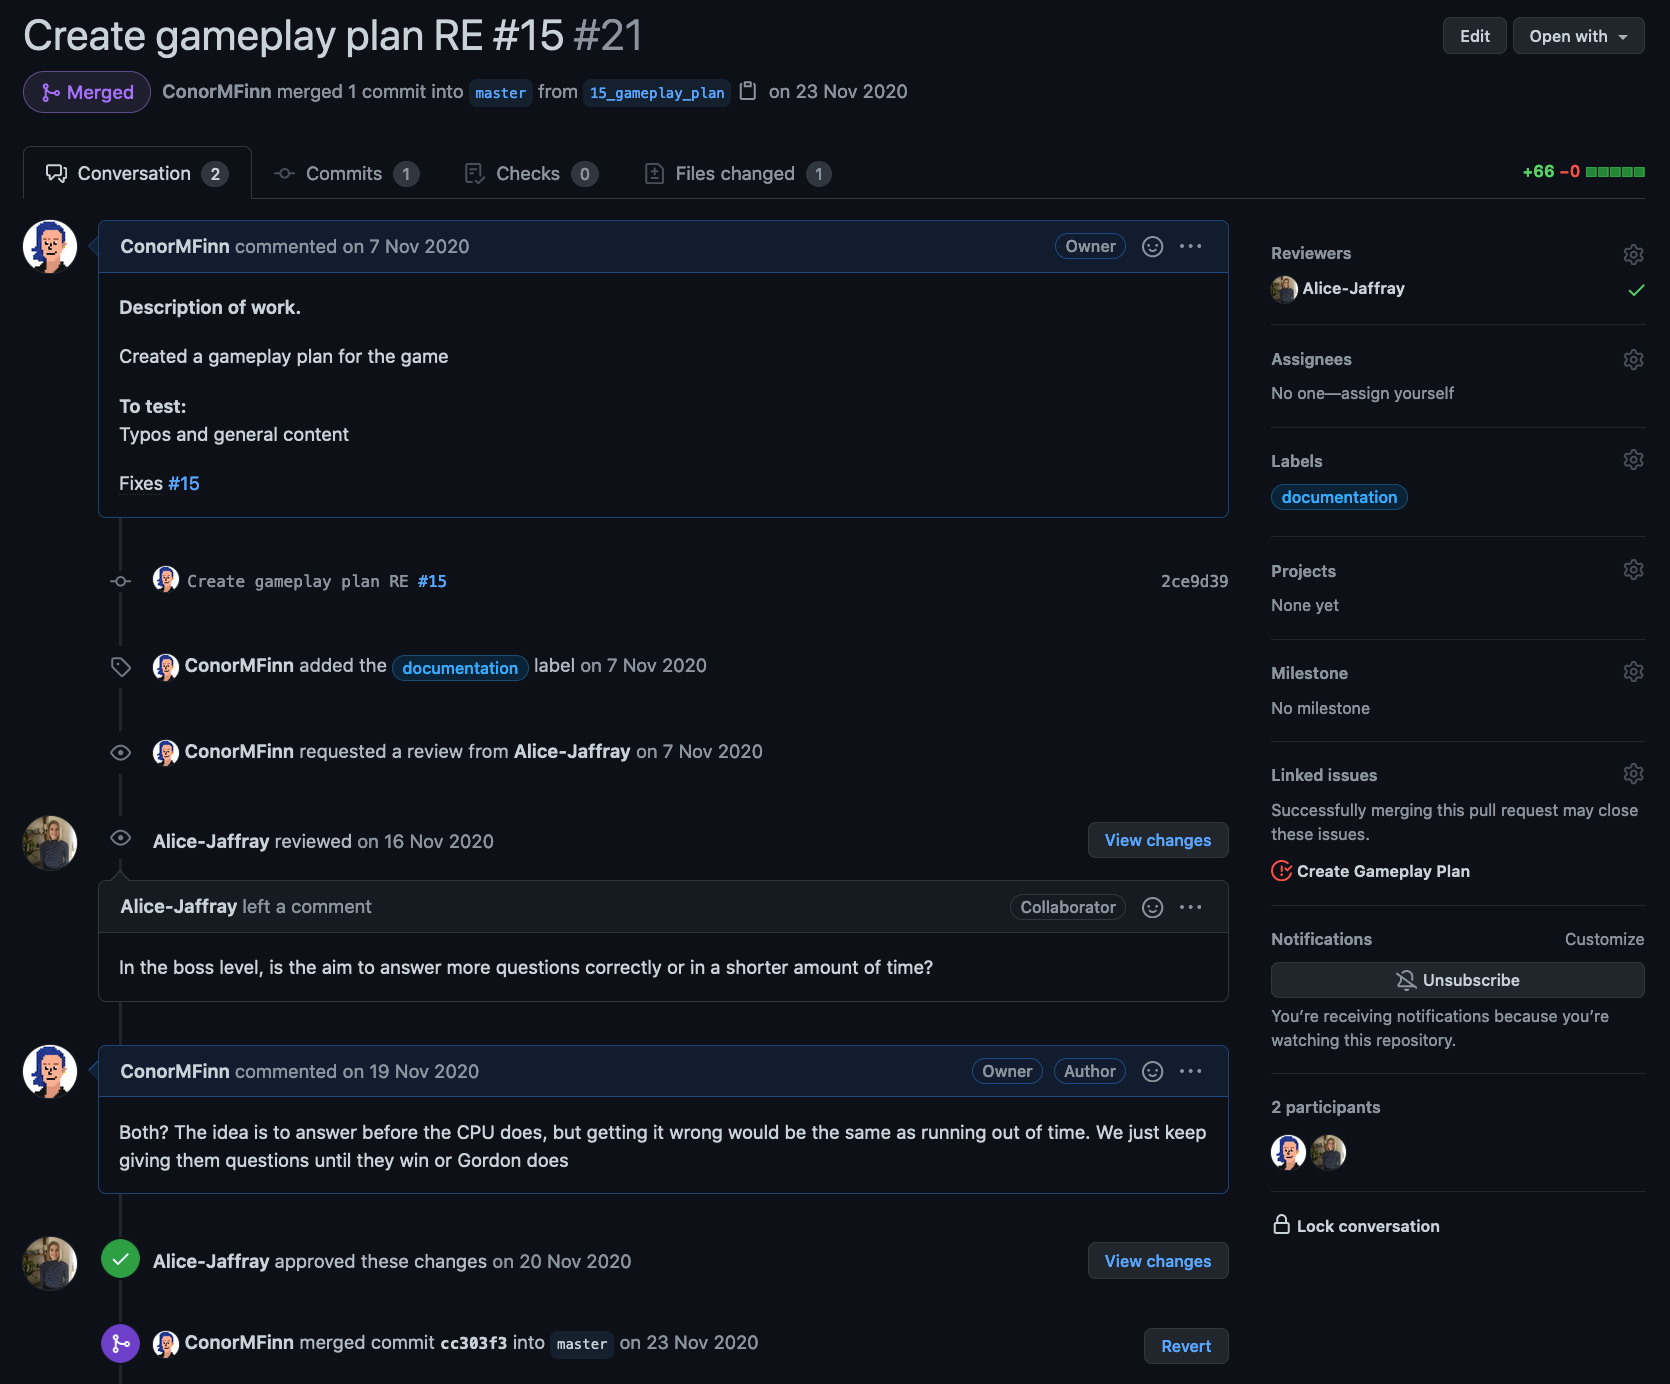 Create gameplay plan RE #15 #21
Edit
Open with
Merged
ConorMFinn merged 1 commit into master from 15_gameplay_plan on 23 Nov 2020
Conversation 2
Commits 1
Checks 0
Files changed 1
+66 −0
ConorMFinn commented on 7 Nov 2020
Owner
Description of work.
Created a gameplay plan for the game
To test:
Typos and general content
Fixes #15
Create gameplay plan RE #15
2ce9d39
ConorMFinn added the documentation label on 7 Nov 2020
ConorMFinn requested a review from Alice-Jaffray on 7 Nov 2020
Alice-Jaffray reviewed on 16 Nov 2020
View changes
Alice-Jaffray left a comment
Collaborator
In the boss level, is the aim to answer more questions correctly or in a shorter amount of time?
ConorMFinn commented on 19 Nov 2020
Owner
Author
Both? The idea is to answer before the CPU does, but getting it wrong would be the same as running out of time. We just keep
giving them questions until they win or Gordon does
Alice-Jaffray approved these changes on 20 Nov 2020
View changes
ConorMFinn merged commit cc303f3 into master on 23 Nov 2020
Revert
Reviewers
Alice-Jaffray
Assignees
No one—assign yourself
Labels
documentation
Projects
None yet
Milestone
No milestone
Linked issues
Successfully merging this pull request may close
these issues.
Create Gameplay Plan
Notifications
Customize
Unsubscribe
You’re receiving notifications because you’re
watching this repository.
2 participants
Lock conversation